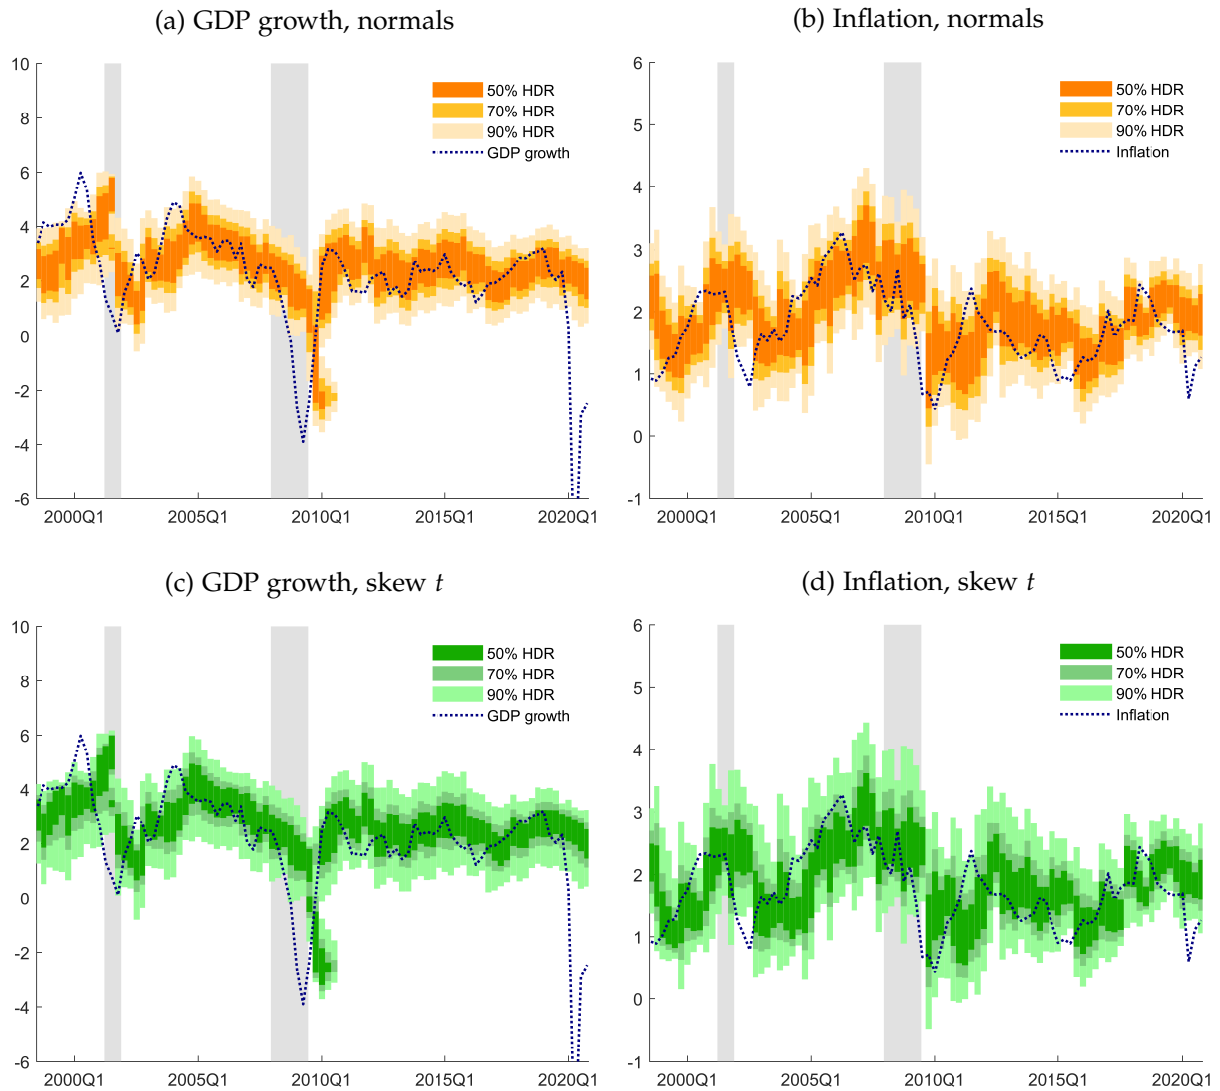 (a) GDP growth, normals
10
8
6
4
2
0
-2
-4
-6
2000Q1 2005Q1 2010Q1 2015Q1 2020Q1
50% HDR
70% HDR
90% HDR
GDP growth
(b) Inflation, normals
6
5
4
3
2
1
0
-1
2000Q1 2005Q1 2010Q1 2015Q1 2020Q1
50% HDR
70% HDR
90% HDR
Inflation
(c) GDP growth, skew t
10
8
6
4
2
0
-2
-4
-6
2000Q1 2005Q1 2010Q1 2015Q1 2020Q1
50% HDR
70% HDR
90% HDR
GDP growth
(d) Inflation, skew t
6
5
4
3
2
1
0
-1
2000Q1 2005Q1 2010Q1 2015Q1 2020Q1
50% HDR
70% HDR
90% HDR
Inflation